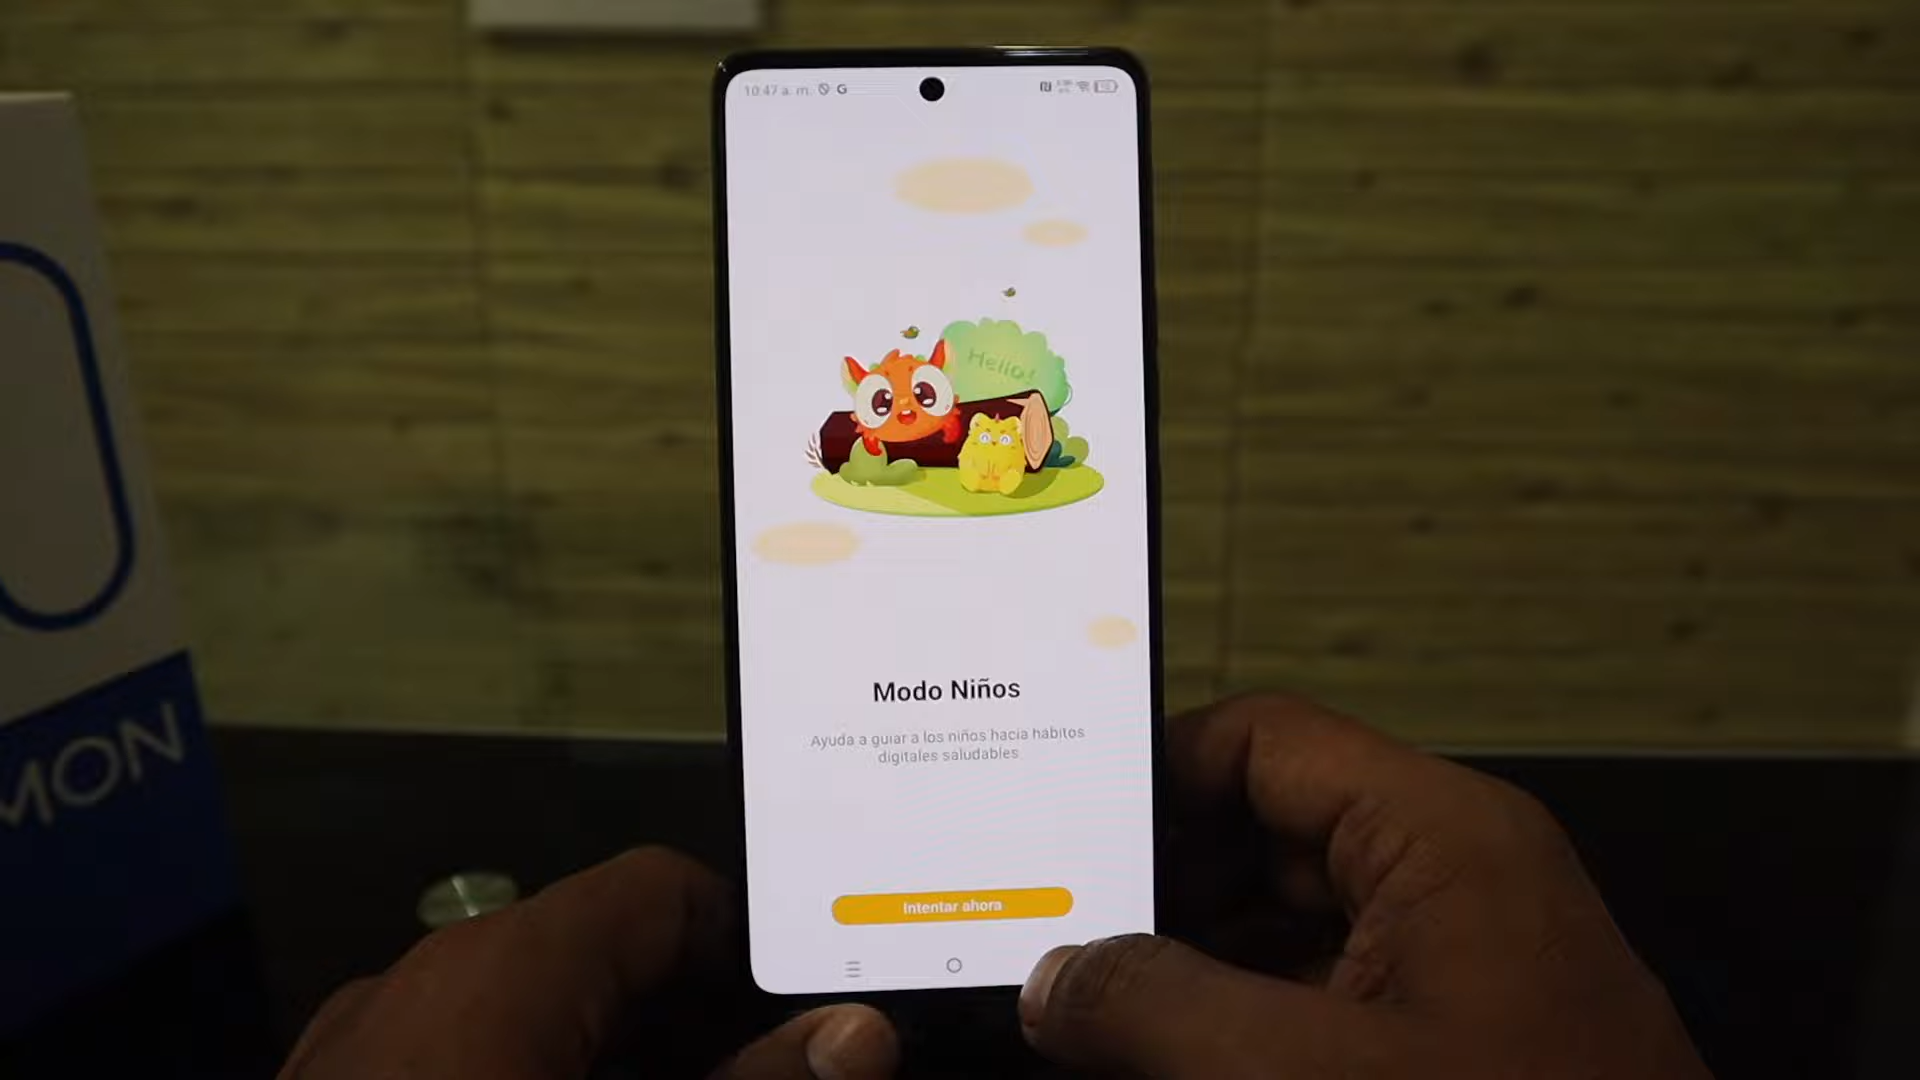 10:47 a. m.
Hello!
Modo Niños
Ayuda a guiar a los niños hacia hábitos
digitales saludables
Intentar ahora
MON